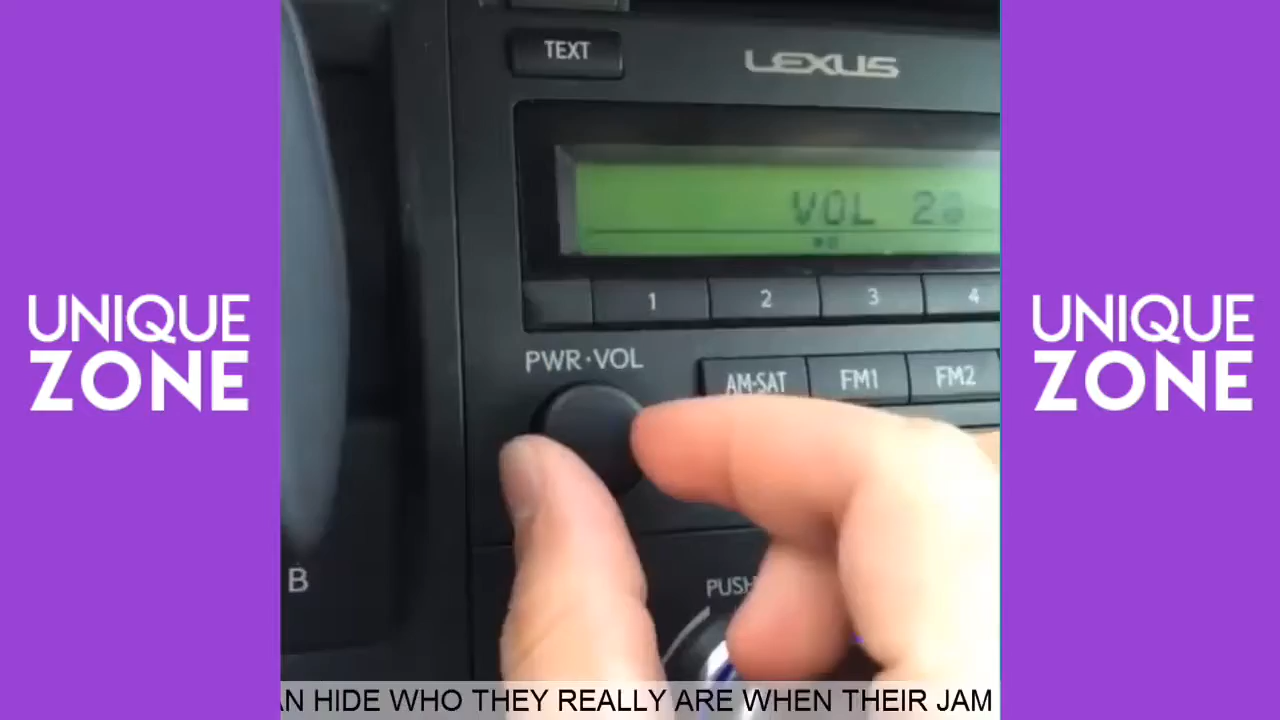 UNIQUE
ZONE
TEXT
LEXUS
VOL
1 2 3 4
PWR·VOL
AM·SAT FM1 FM2
B
PUSH
HIDE WHO THEY REALLY ARE WHEN THEIR JAM
UNIQUE
ZONE